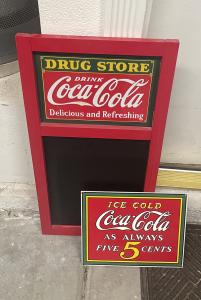 DRUG STORE
DRINK
Coca-Cola
Delicious and Refreshing
ICE COLD
Coca-Cola
AS ALWAYS
FIVE 5 CENTS